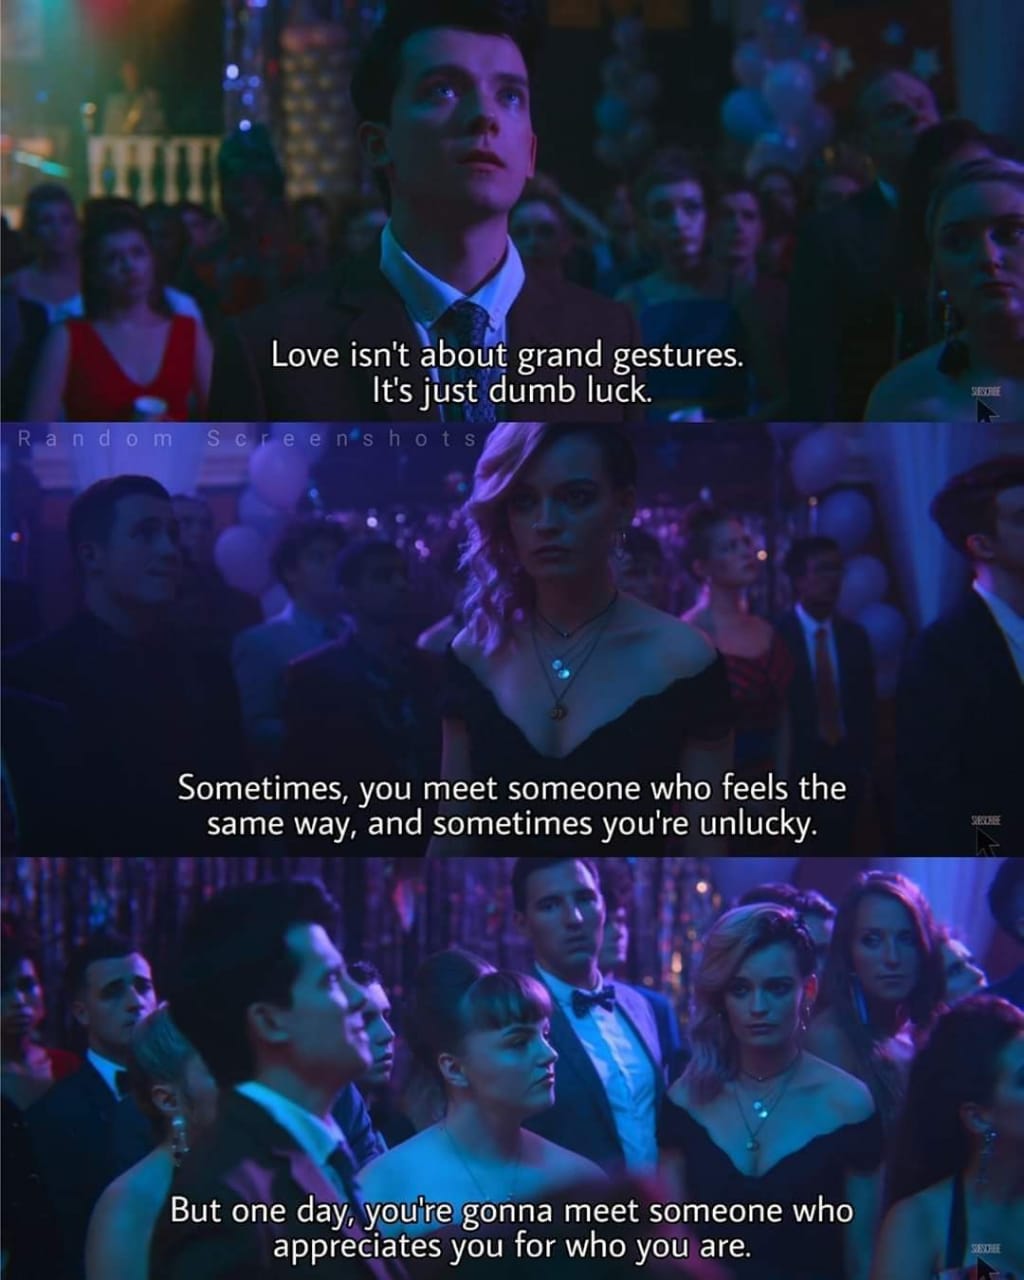 Love isn't about grand gestures.
It's just dumb luck.
SUBSCRIBE
Random Screenshots
Sometimes, you meet someone who feels the
same way, and sometimes you're unlucky.
SUBSCRIBE
But one day, you're gonna meet someone who
appreciates you for who you are.
SUBSCRIBE